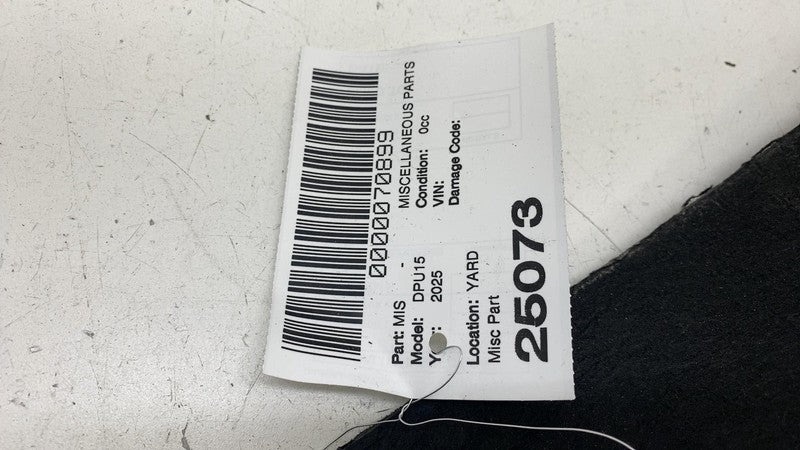 0000070899
Part: MIS - MISCELLANEOUS PARTS
Model: DPU15 Condition: 0cc
2025 VIN:
Damage Code:
Location: YARD
Misc Part
25073